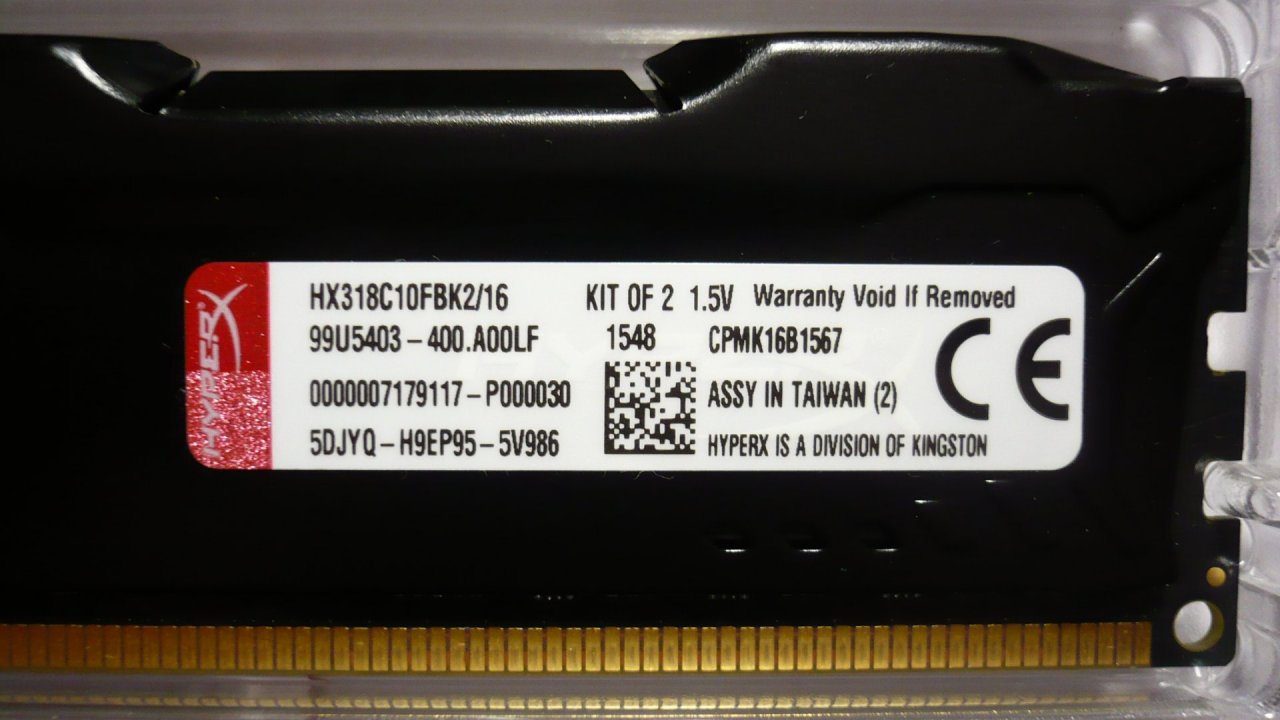 HYPERX
HX318C10FBK2/16 KIT OF 2 1.5V Warranty Void If Removed
99U5403-400.A00LF 1548 CPMK16B1567
0000007179117-P000030 ASSY IN TAIWAN (2)
5DJYQ-H9EP95-5V986 HYPERX IS A DIVISION OF KINGSTON
CE